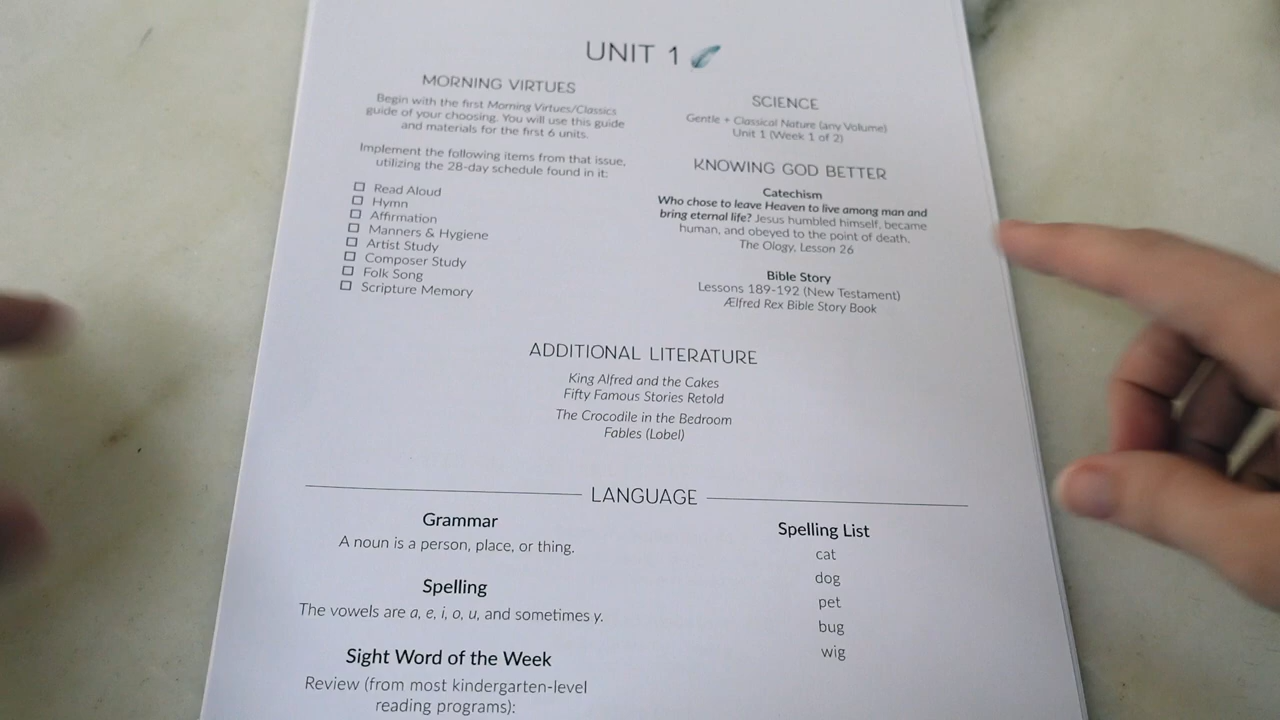 UNIT 1
MORNING VIRTUES
Begin with the first Morning Virtues/Classics
guide of your choosing. You will use this guide
and materials for the first 6 units.
Implement the following items from that issue,
utilizing the 28-day schedule found in it:
Read Aloud
Hymn
Affirmation
Manners & Hygiene
Artist Study
Composer Study
Folk Song
Scripture Memory
SCIENCE
Gentle + Classical Nature (any Volume)
Unit 1 (Week 1 of 2)
KNOWING GOD BETTER
Catechism
Who chose to leave Heaven to live among man and
bring eternal life? Jesus humbled himself, became
human, and obeyed to the point of death.
The Ology, Lesson 26
Bible Story
Lessons 189-192 (New Testament)
Ælfred Rex Bible Story Book
ADDITIONAL LITERATURE
King Alfred and the Cakes
Fifty Famous Stories Retold
The Crocodile in the Bedroom
Fables (Lobel)
LANGUAGE
Grammar
A noun is a person, place, or thing.
Spelling
The vowels are a, e, i, o, u, and sometimes y.
Sight Word of the Week
Review (from most kindergarten-level
reading programs):
Spelling List
cat
dog
pet
bug
wig